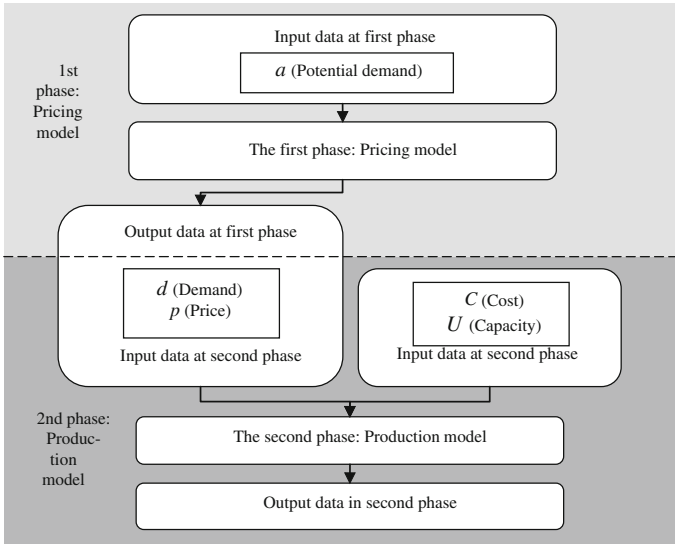 Input data at first phase
a (Potential demand)
1st
phase:
Pricing
model
The first phase: Pricing model
Output data at first phase
d (Demand)
p (Price)
Input data at second phase
C (Cost)
U (Capacity)
Input data at second phase
2nd phase:
Produc-
tion
model
The second phase: Production model
Output data in second phase